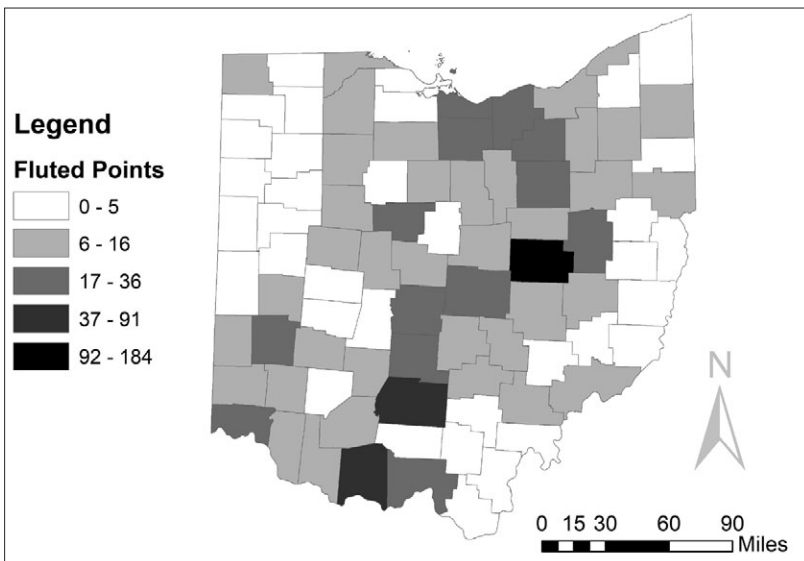 Legend
Fluted Points
0 - 5
6 - 16
17 - 36
37 - 91
92 - 184
N
0 15 30 60 90
Miles